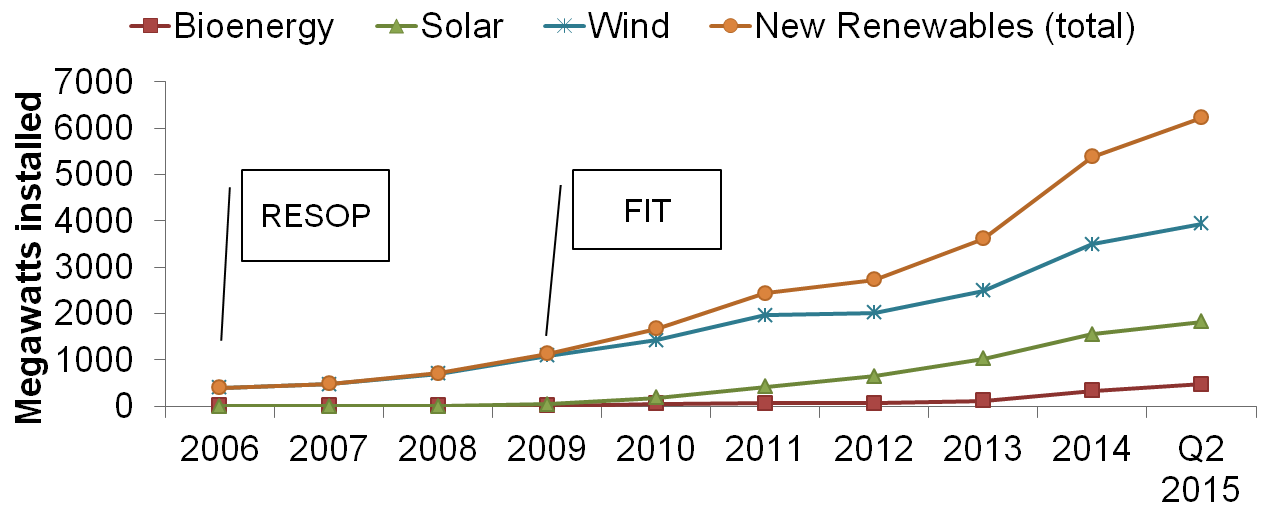 Bioenergy Solar Wind New Renewables (total)
Megawatts installed
7000
6000
5000
4000
3000
2000
1000
0
RESOP
FIT
2006 2007 2008 2009 2010 2011 2012 2013 2014 Q2
2015